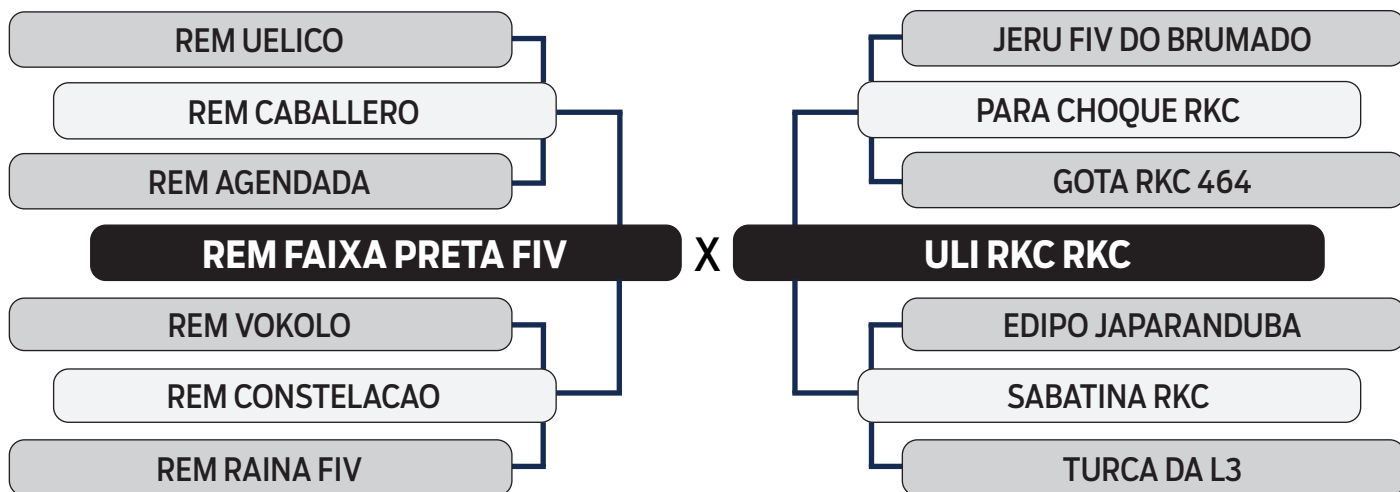 REM UELICO
REM CABALLERO
REM AGENDADA
REM FAIXA PRETA FIV
REM VOKOLO
REM CONSTELACAO
REM RAINA FIV
X
JERU FIV DO BRUMADO
PARA CHOQUE RKC
GOTA RKC 464
ULI RKC RKC
EDIPO JAPARANDUBA
SABATINA RKC
TURCA DA L3